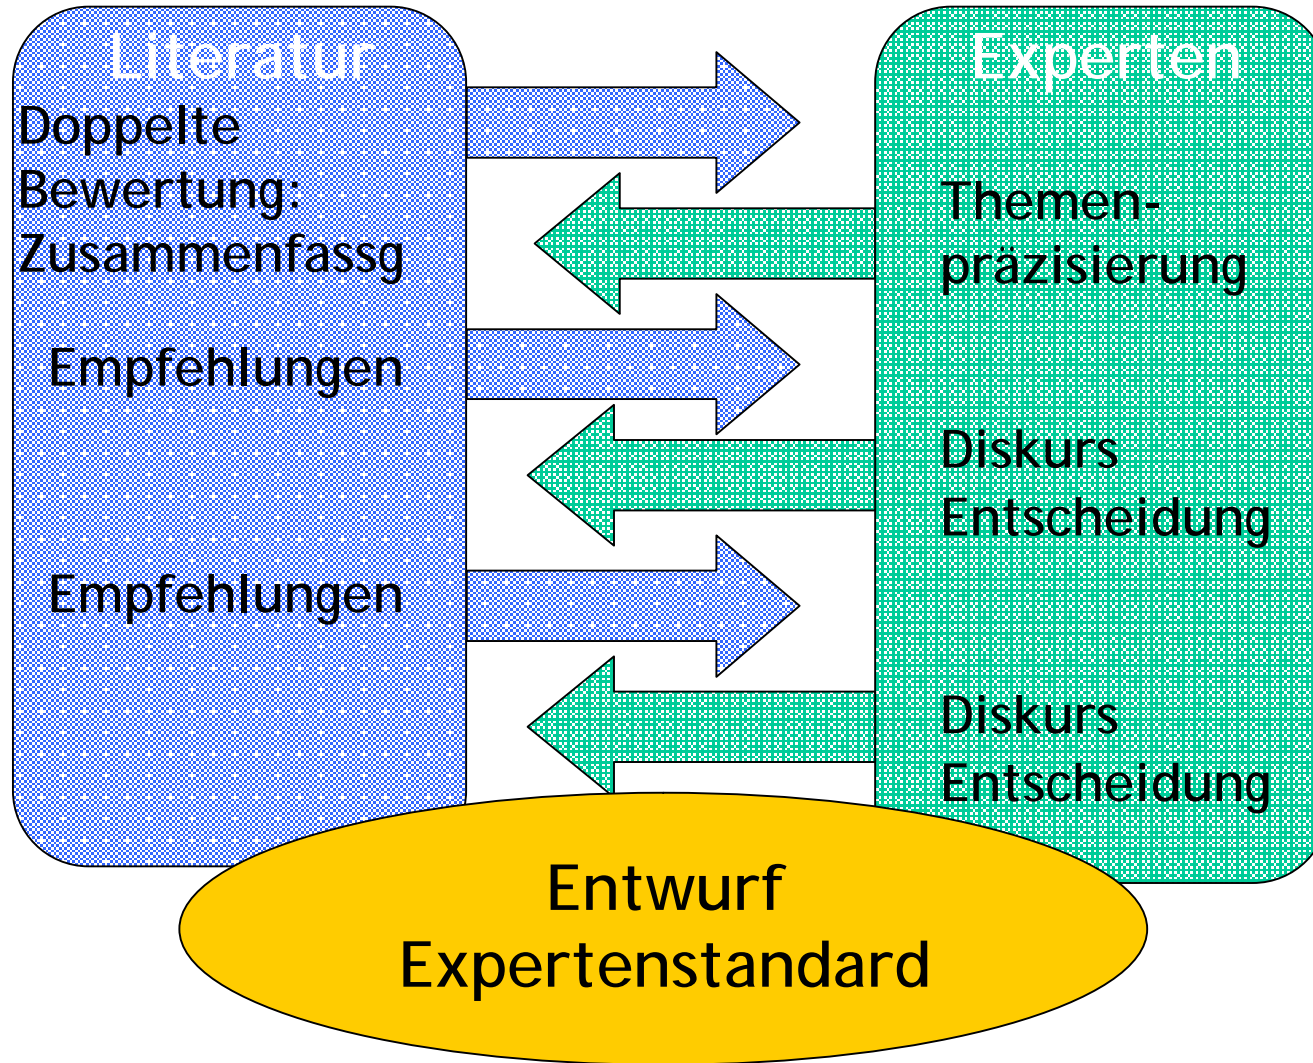 Literatur
Doppelte
Bewertung:
Zusammenfassg
Empfehlungen
Empfehlungen
Experten
Themen-
präzisierung
Diskurs
Entscheidung
Diskurs
Entscheidung
Entwurf
Expertenstandard